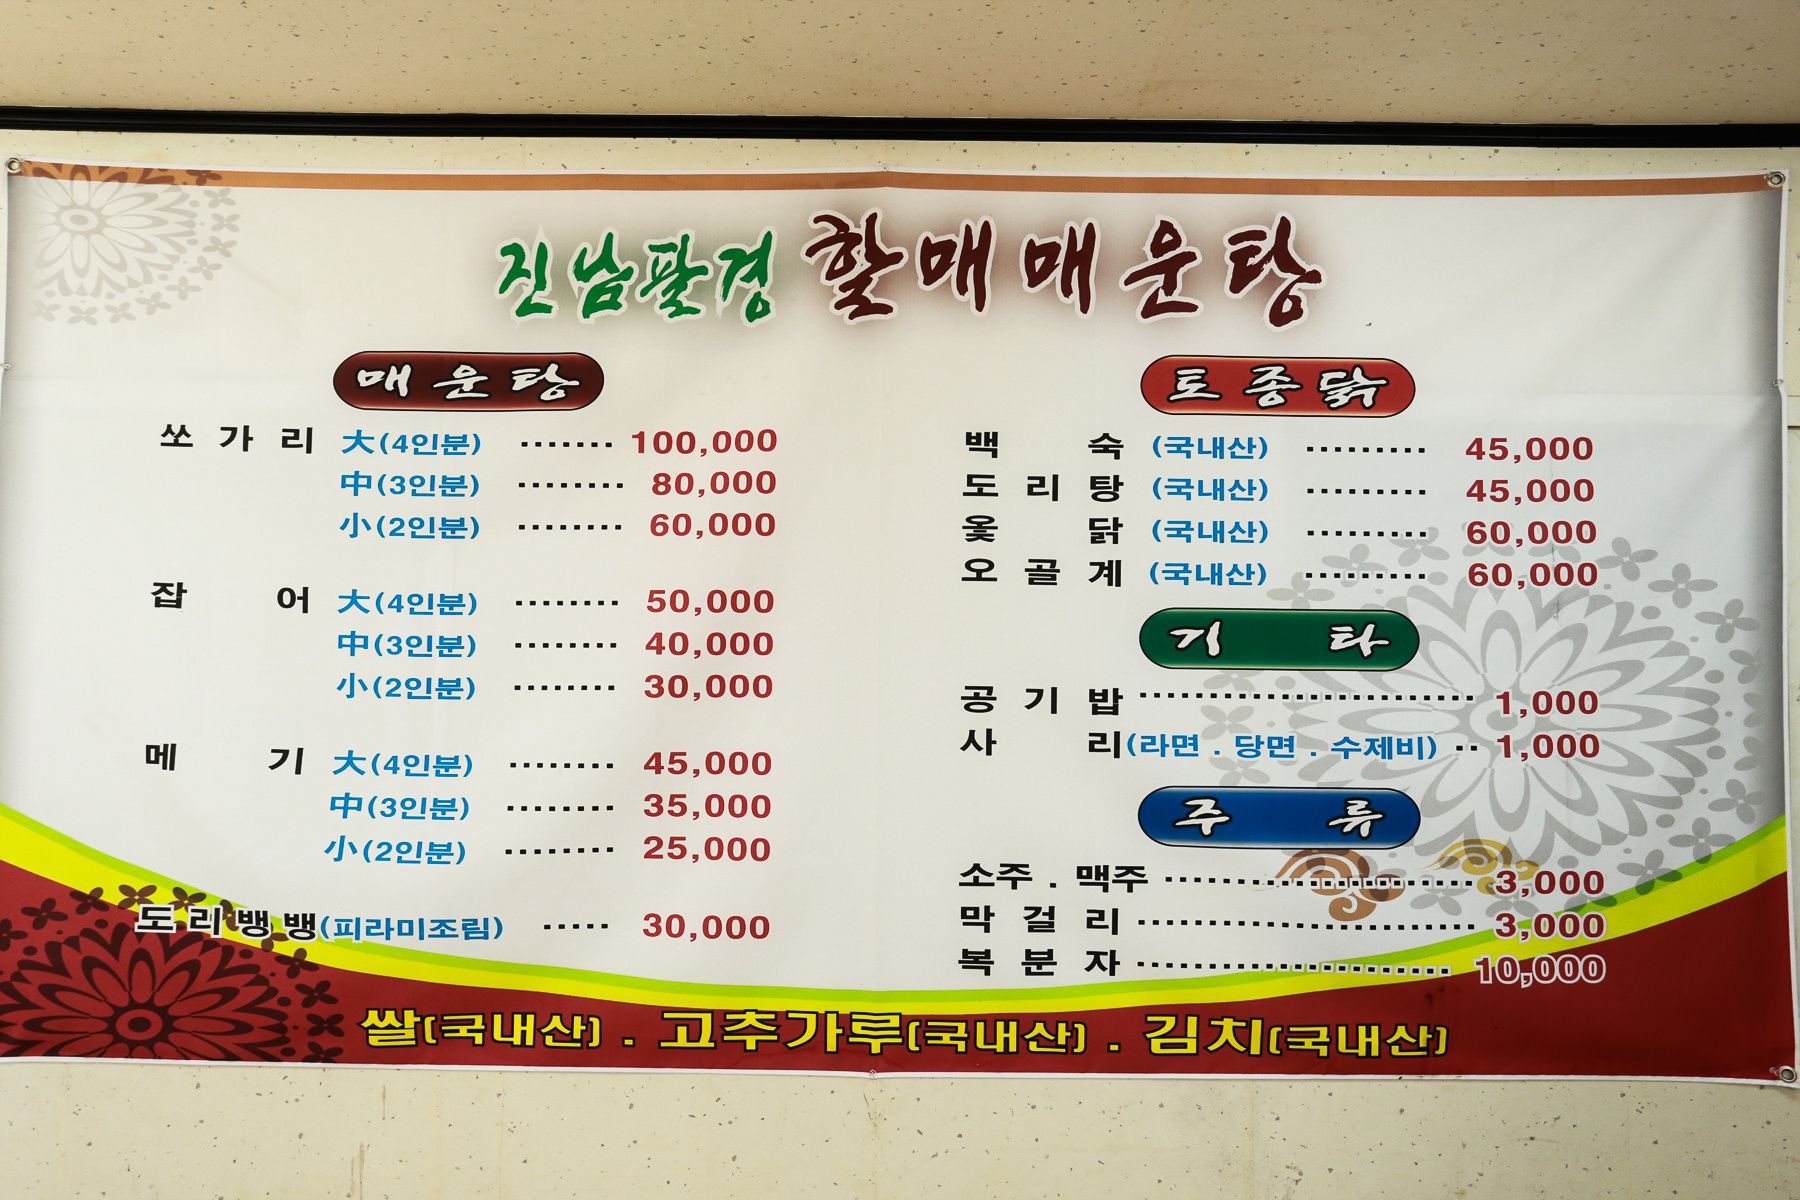 진남팔경 할매매운탕
매운탕
쏘가리 大(4인분) ······· 100,000
中(3인분) ········ 80,000
小(2인분) ········ 60,000
잡어 大(4인분) ········ 50,000
中(3인분) ········ 40,000
小(2인분) ········ 30,000
메기 大(4인분) ········ 45,000
中(3인분) ········ 35,000
小(2인분) ········ 25,000
도리뱅뱅(피라미조림) ····· 30,000
토종닭
백숙 (국내산) ········· 45,000
도리탕 (국내산) ········· 45,000
옻닭 (국내산) ········· 60,000
오골계 (국내산) ········· 60,000
기타
공기밥 ···························· 1,000
사리(라면 . 당면 . 수제비) ·· 1,000
주류
소주 . 맥주 ·························· 3,000
막걸리 ···························· 3,000
복분자 ·························· 10,000
쌀(국내산) . 고추가루(국내산) . 김치(국내산)